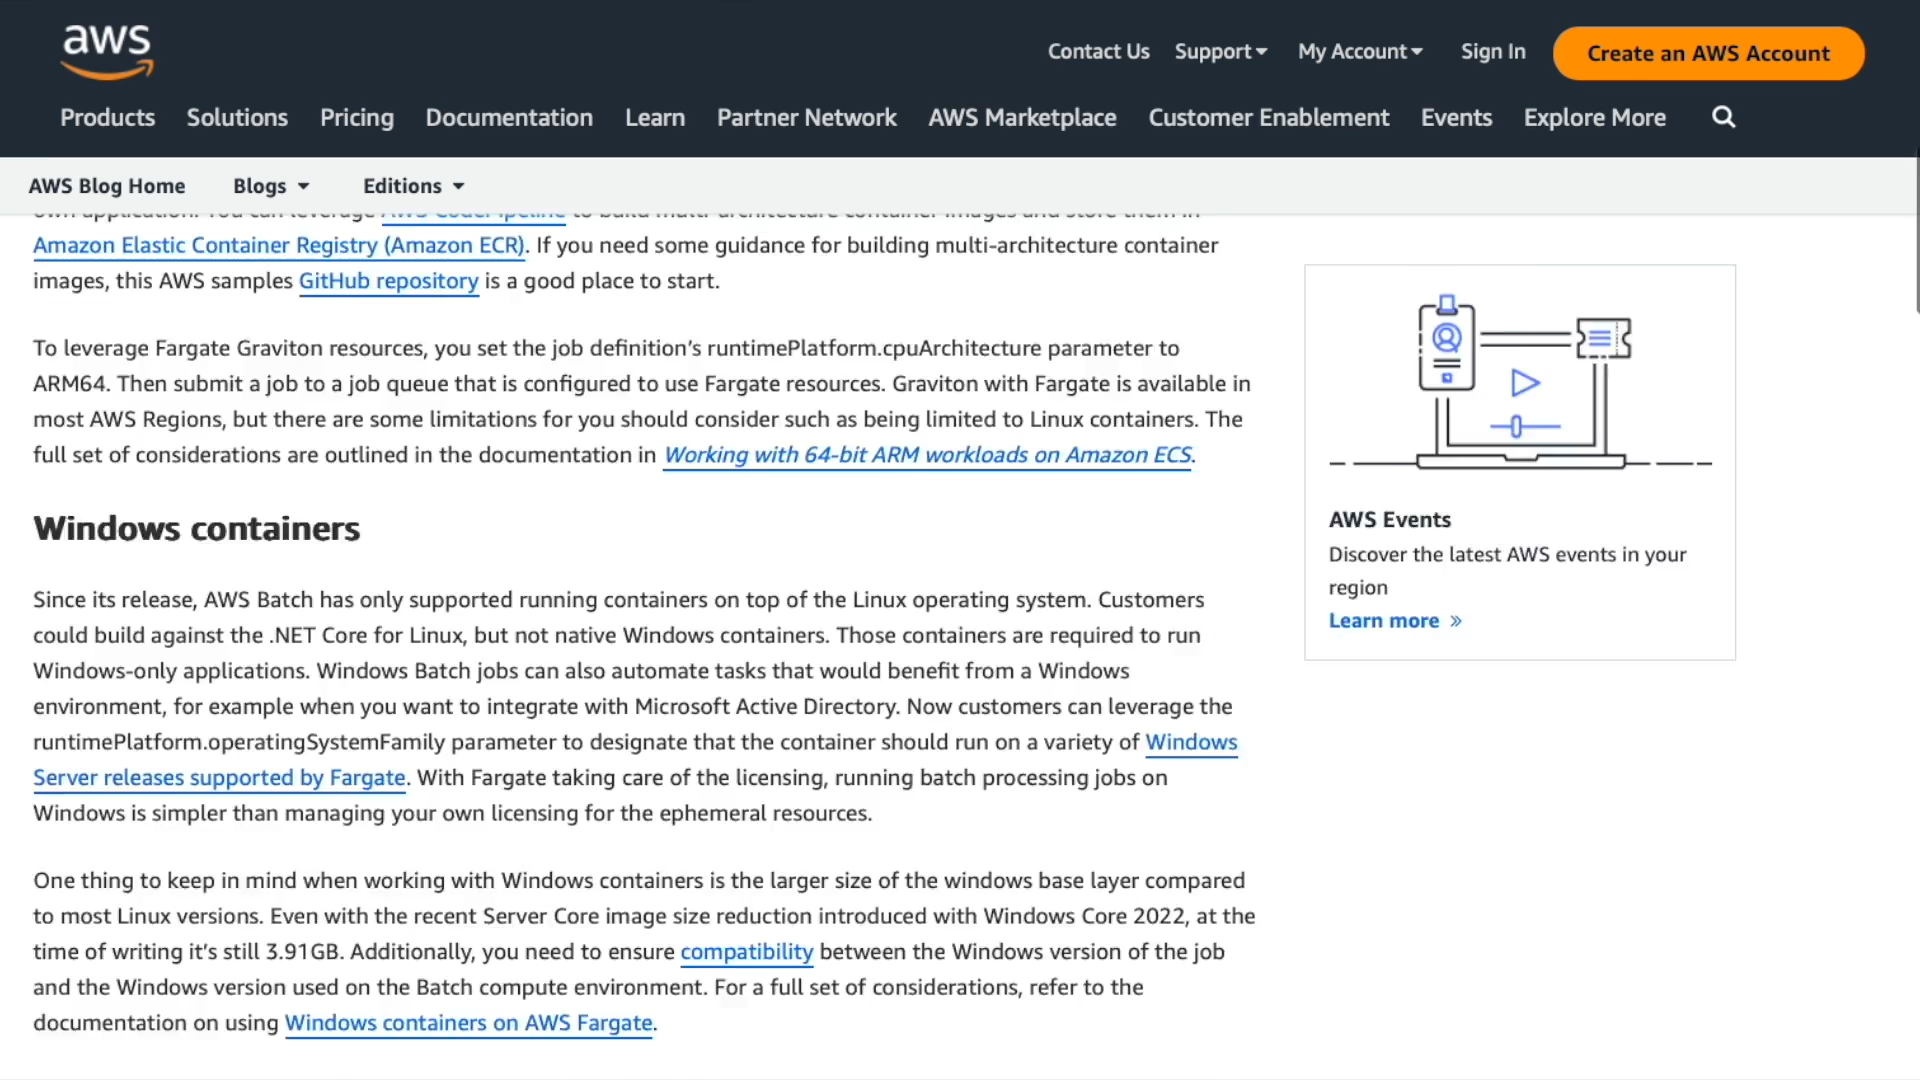 aws
Contact Us Support My Account Sign In Create an AWS Account
Products Solutions Pricing Documentation Learn Partner Network AWS Marketplace Customer Enablement Events Explore More
AWS Blog Home Blogs Editions
own application. You can leverage AWS CodePipeline to build multi-architecture container images and store them in
Amazon Elastic Container Registry (Amazon ECR). If you need some guidance for building multi-architecture container
images, this AWS samples GitHub repository is a good place to start.
To leverage Fargate Graviton resources, you set the job definition’s runtimePlatform.cpuArchitecture parameter to
ARM64. Then submit a job to a job queue that is configured to use Fargate resources. Graviton with Fargate is available in
most AWS Regions, but there are some limitations for you should consider such as being limited to Linux containers. The
full set of considerations are outlined in the documentation in Working with 64-bit ARM workloads on Amazon ECS.
Windows containers
Since its release, AWS Batch has only supported running containers on top of the Linux operating system. Customers
could build against the .NET Core for Linux, but not native Windows containers. Those containers are required to run
Windows-only applications. Windows Batch jobs can also automate tasks that would benefit from a Windows
environment, for example when you want to integrate with Microsoft Active Directory. Now customers can leverage the
runtimePlatform.operatingSystemFamily parameter to designate that the container should run on a variety of Windows
Server releases supported by Fargate. With Fargate taking care of the licensing, running batch processing jobs on
Windows is simpler than managing your own licensing for the ephemeral resources.
One thing to keep in mind when working with Windows containers is the larger size of the windows base layer compared
to most Linux versions. Even with the recent Server Core image size reduction introduced with Windows Core 2022, at the
time of writing it’s still 3.91GB. Additionally, you need to ensure compatibility between the Windows version of the job
and the Windows version used on the Batch compute environment. For a full set of considerations, refer to the
documentation on using Windows containers on AWS Fargate.
AWS Events
Discover the latest AWS events in your
region
Learn more »